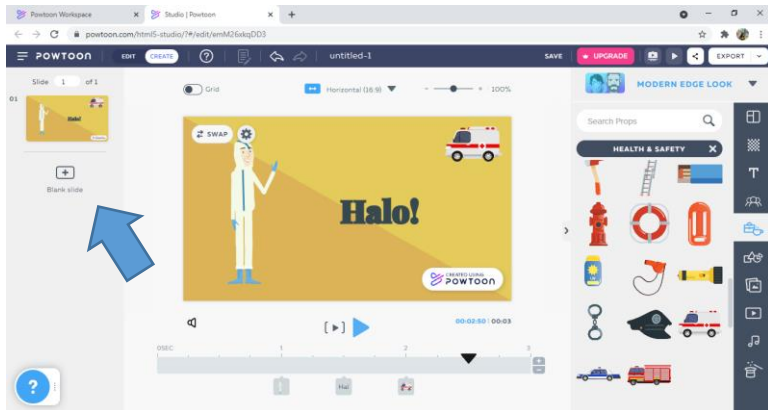 Powtoon Workspace
Studio | Powtoon
powtoon.com/html5-studio/?#/edit/emM26xkqDD3
POWTOON
EDIT
CREATE
untitled-1
SAVE
UPGRADE
EXPORT
Slide 1 of 1
Grid
Horizontal (16:9)
100%
MODERN EDGE LOOK
01
Halo!
Blank slide
SWAP
Halo!
CREATED USING
POWTOON
Search Props
HEALTH & SAFETY
00:02:50 | 00:03
0SEC
1
2
3
Hal
?